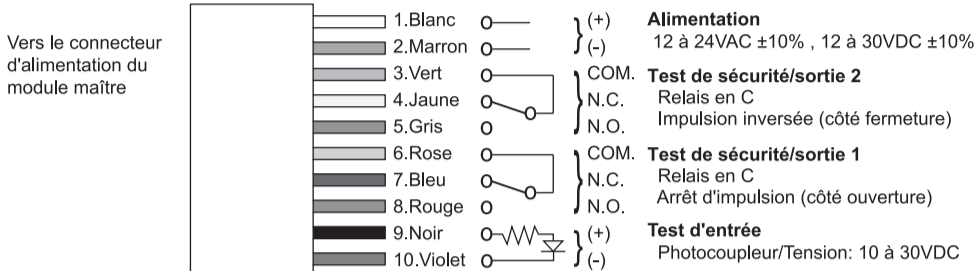 Vers le connecteur
d'alimentation du
module maître
1.Blanc (+) Alimentation
2.Marron (-) 12 à 24VAC ±10% , 12 à 30VDC ±10%
3.Vert COM. Test de sécurité/sortie 2
4.Jaune N.C. Relais en C
5.Gris N.O. Impulsion inversée (côté fermeture)
6.Rose COM. Test de sécurité/sortie 1
7.Bleu N.C. Relais en C
8.Rouge N.O. Arrêt d'impulsion (côté ouverture)
9.Noir (+) Test d'entrée
10.Violet (-) Photocoupleur/Tension: 10 à 30VDC